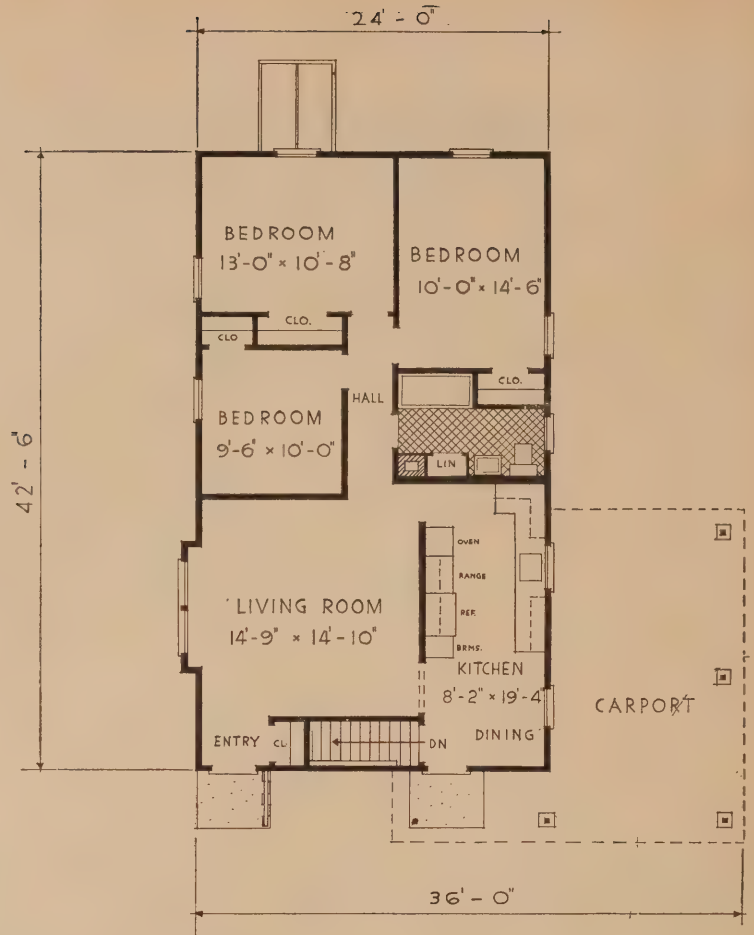 24' - 0"
BEDROOM
13'-0" × 10'-8"
BEDROOM
10'-0" × 14'-6"
CLO.
CLO
CLO.
HALL
BEDROOM
9'-6" × 10'-0"
LIN
42' - 6"
OVEN
RANGE
REF.
BRMS.
LIVING ROOM
14'-9" × 14'-10"
KITCHEN
8'-2" × 19'-4
CARPORT
ENTRY
CL.
DN
DINING
36' - 0"